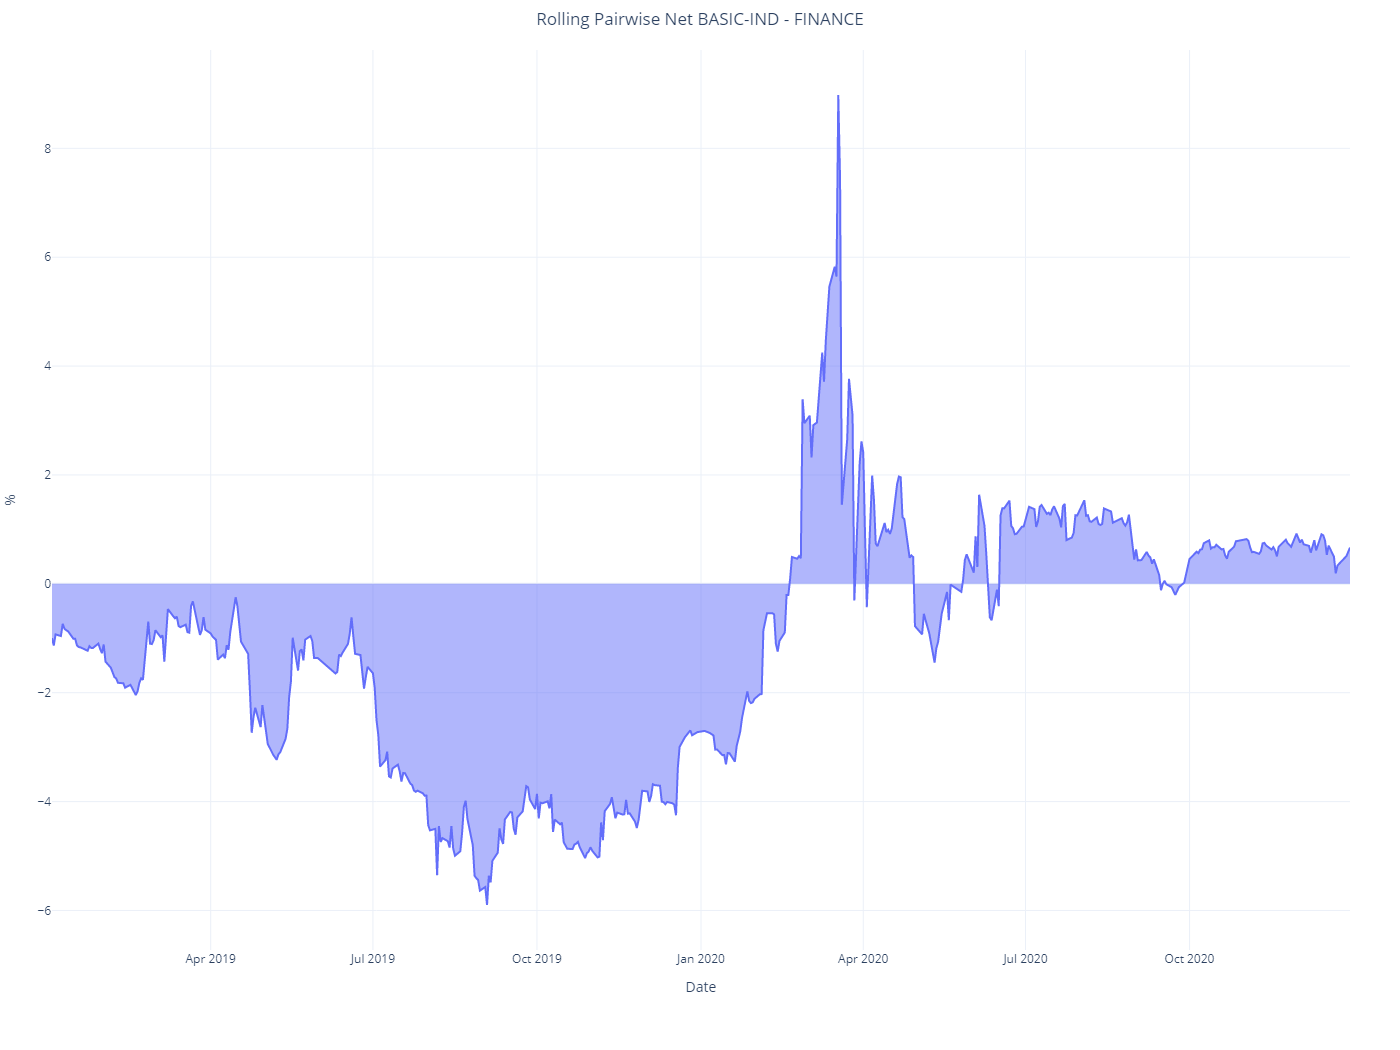 Rolling Pairwise Net BASIC-IND - FINANCE
8
6
4
2
0
−2
−4
−6
%
Apr 2019
Jul 2019
Oct 2019
Jan 2020
Apr 2020
Jul 2020
Oct 2020
Date